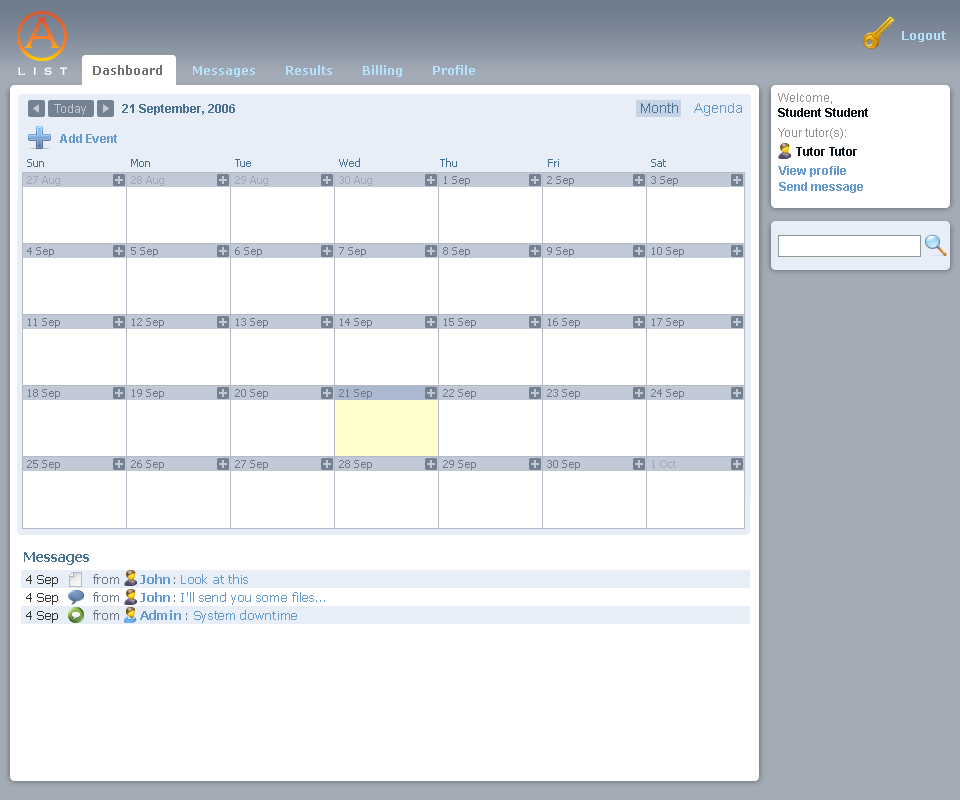 A
LIST
Dashboard Messages Results Billing Profile
Logout
Today 21 September, 2006 Month Agenda
Add Event
Sun Mon Tue Wed Thu Fri Sat
27 Aug 28 Aug 29 Aug 30 Aug 1 Sep 2 Sep 3 Sep
4 Sep 5 Sep 6 Sep 7 Sep 8 Sep 9 Sep 10 Sep
11 Sep 12 Sep 13 Sep 14 Sep 15 Sep 16 Sep 17 Sep
18 Sep 19 Sep 20 Sep 21 Sep 22 Sep 23 Sep 24 Sep
25 Sep 26 Sep 27 Sep 28 Sep 29 Sep 30 Sep 1 Oct
Messages
4 Sep from John : Look at this
4 Sep from John : I'll send you some files...
4 Sep from Admin : System downtime
Welcome,
Student Student
Your tutor(s):
Tutor Tutor
View profile
Send message